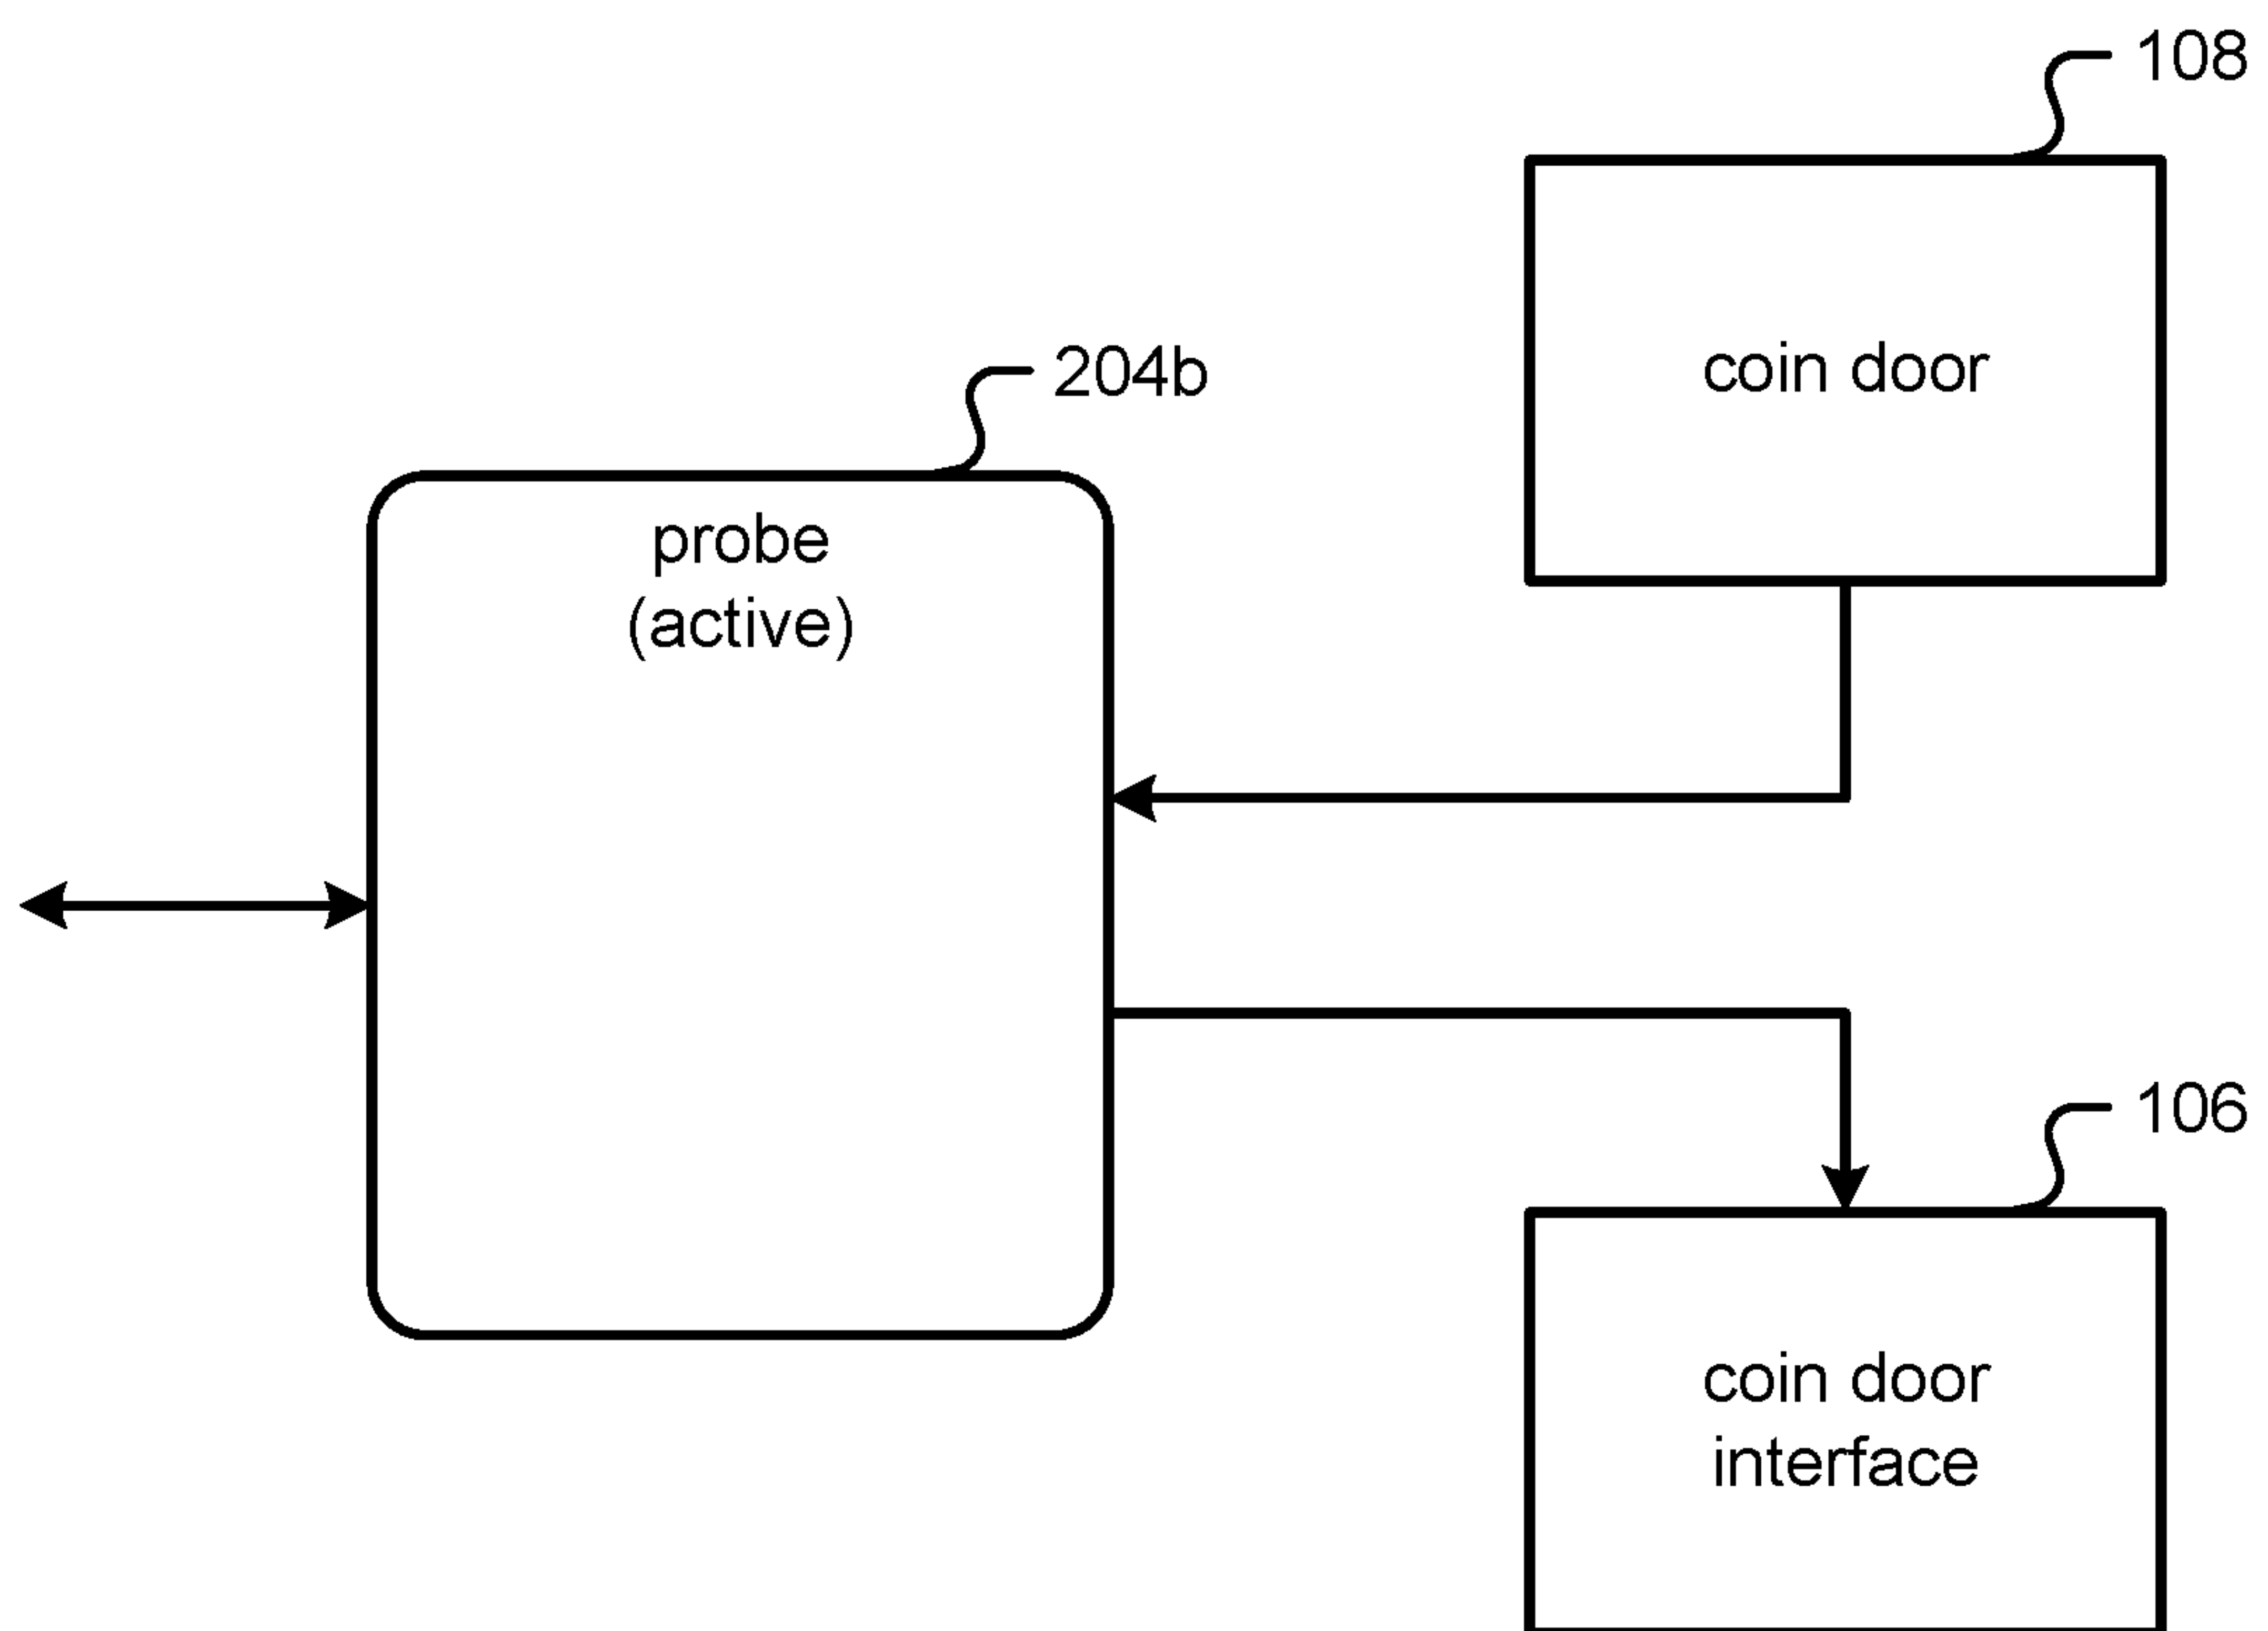 108
coin door
204b
probe
(active)
106
coin door
interface